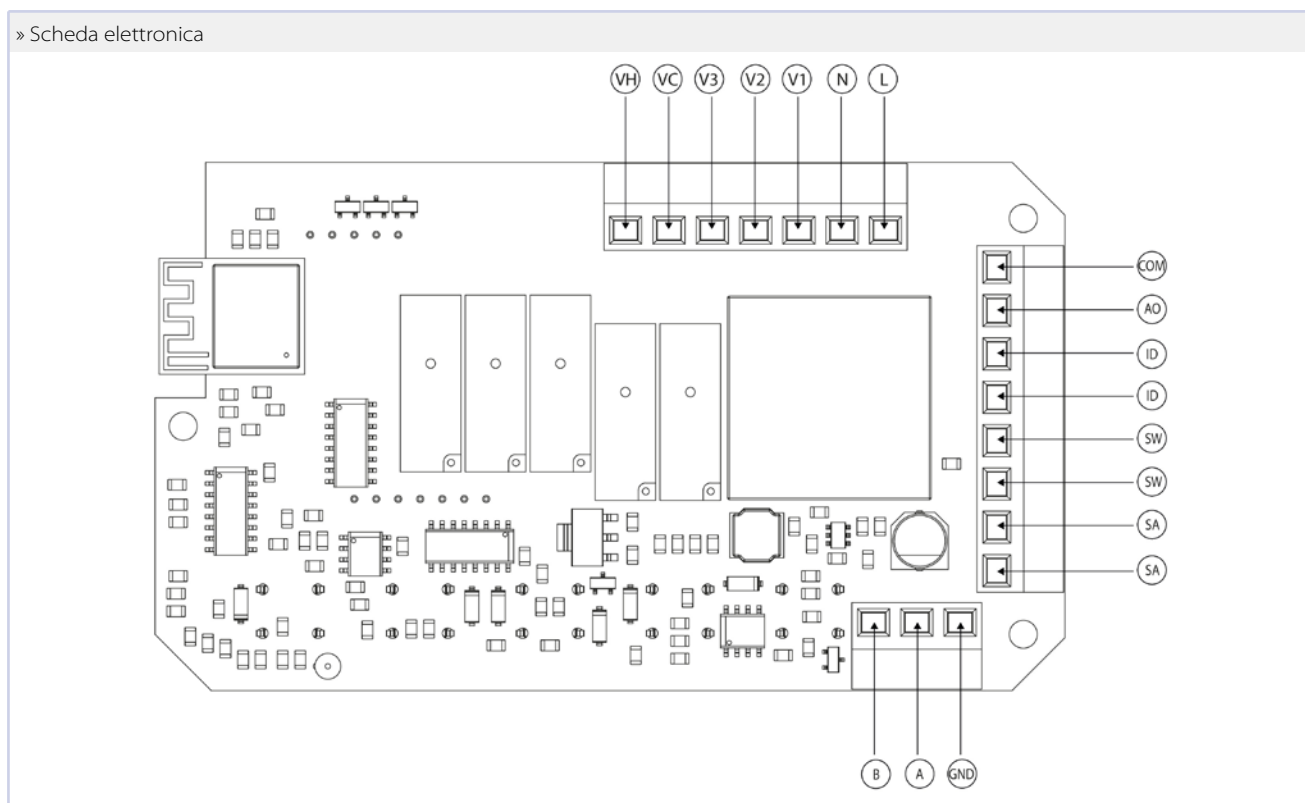 » Scheda elettronica
VH VC V3 V2 V1 N L
COM
AO
ID
ID
SW
SW
SA
SA
B A GND